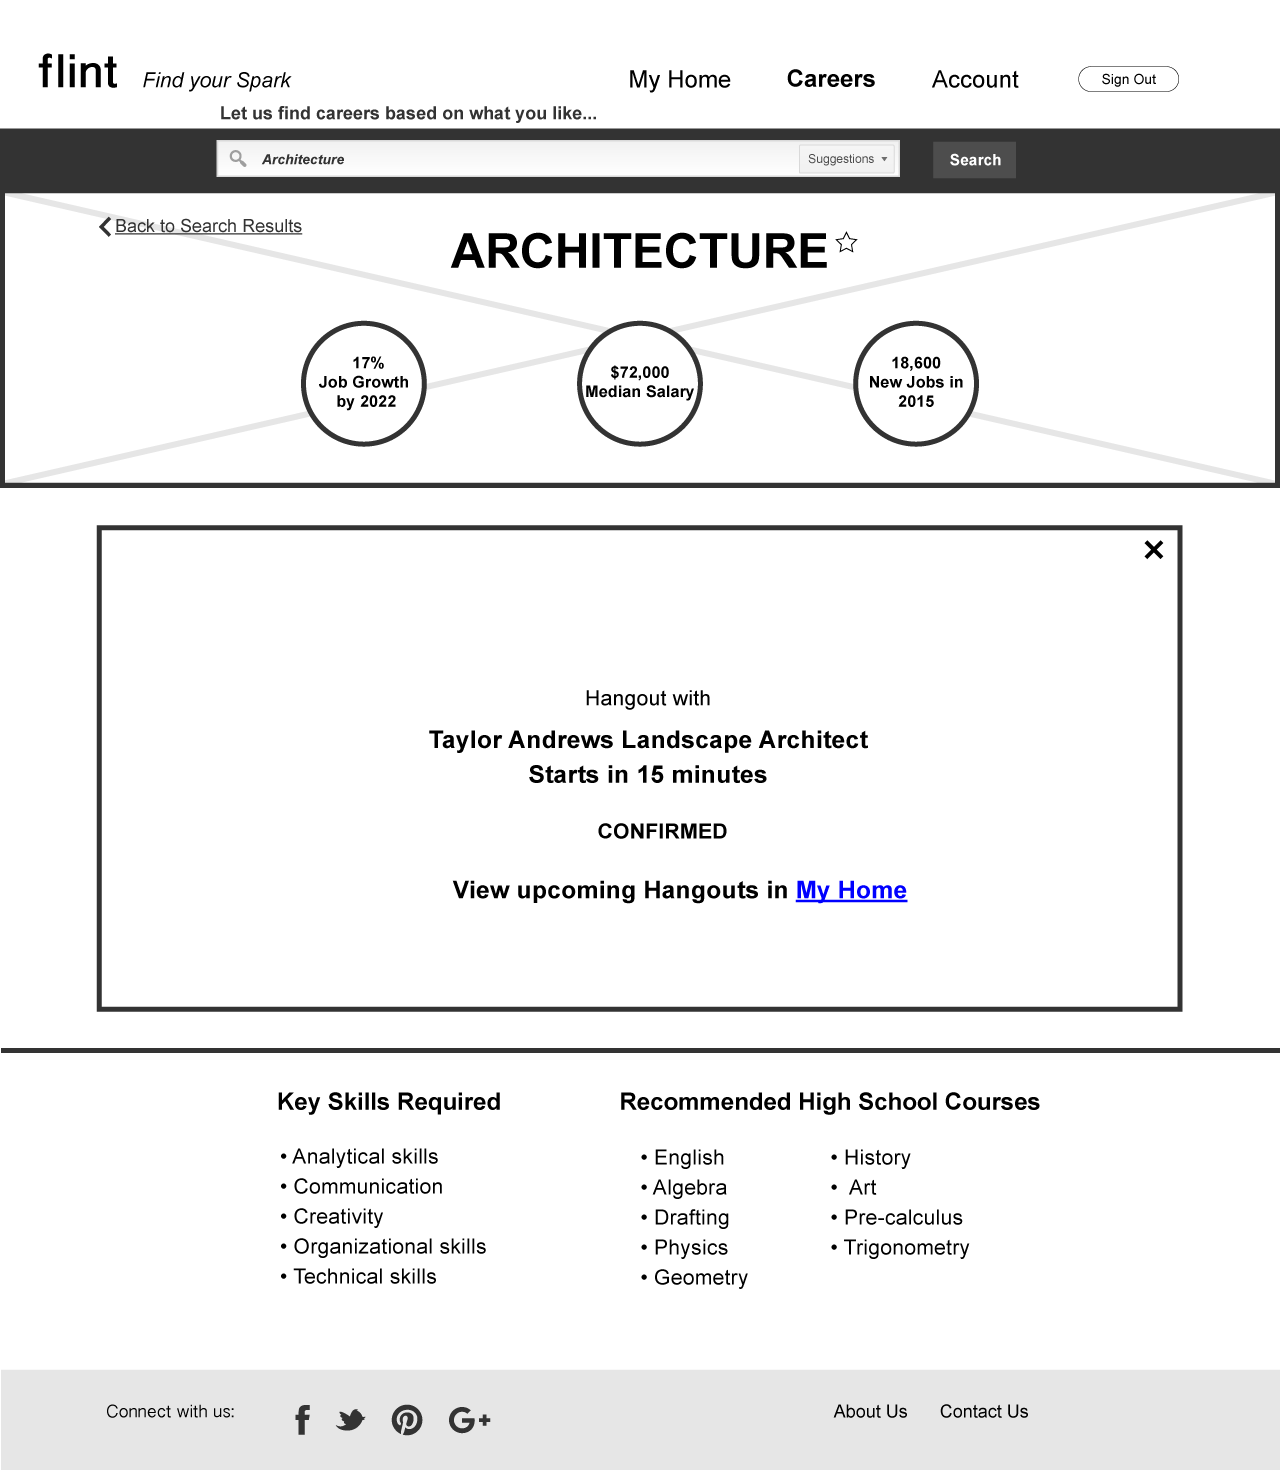 flint
Find your Spark
My Home
Careers
Account
Sign Out
Let us find careers based on what you like...
Architecture
Suggestions
Search
Back to Search Results
ARCHITECTURE
17%
Job Growth
by 2022
$72,000
Median Salary
18,600
New Jobs in
2015
Hangout with
Taylor Andrews Landscape Architect
Starts in 15 minutes
CONFIRMED
View upcoming Hangouts in My Home
Key Skills Required
• Analytical skills
• Communication
• Creativity
• Organizational skills
• Technical skills
Recommended High School Courses
• English
• Algebra
• Drafting
• Physics
• Geometry
• History
• Art
• Pre-calculus
• Trigonometry
Connect with us:
About Us
Contact Us